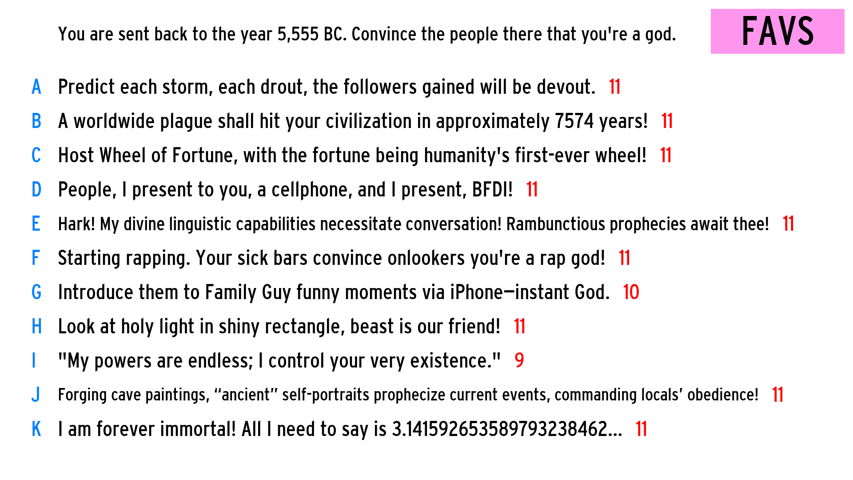 You are sent back to the year 5,555 BC. Convince the people there that you're a god.
FAVS
A Predict each storm, each drout, the followers gained will be devout. 11
B A worldwide plague shall hit your civilization in approximately 7574 years! 11
C Host Wheel of Fortune, with the fortune being humanity's first-ever wheel! 11
D People, I present to you, a cellphone, and I present, BFDI! 11
E Hark! My divine linguistic capabilities necessitate conversation! Rambunctious prophecies await thee! 11
F Starting rapping. Your sick bars convince onlookers you're a rap god! 11
G Introduce them to Family Guy funny moments via iPhone—instant God. 10
H Look at holy light in shiny rectangle, beast is our friend! 11
I "My powers are endless; I control your very existence." 9
J Forging cave paintings, “ancient” self-portraits prophecize current events, commanding locals’ obedience! 11
K I am forever immortal! All I need to say is 3.141592653589793238462... 11